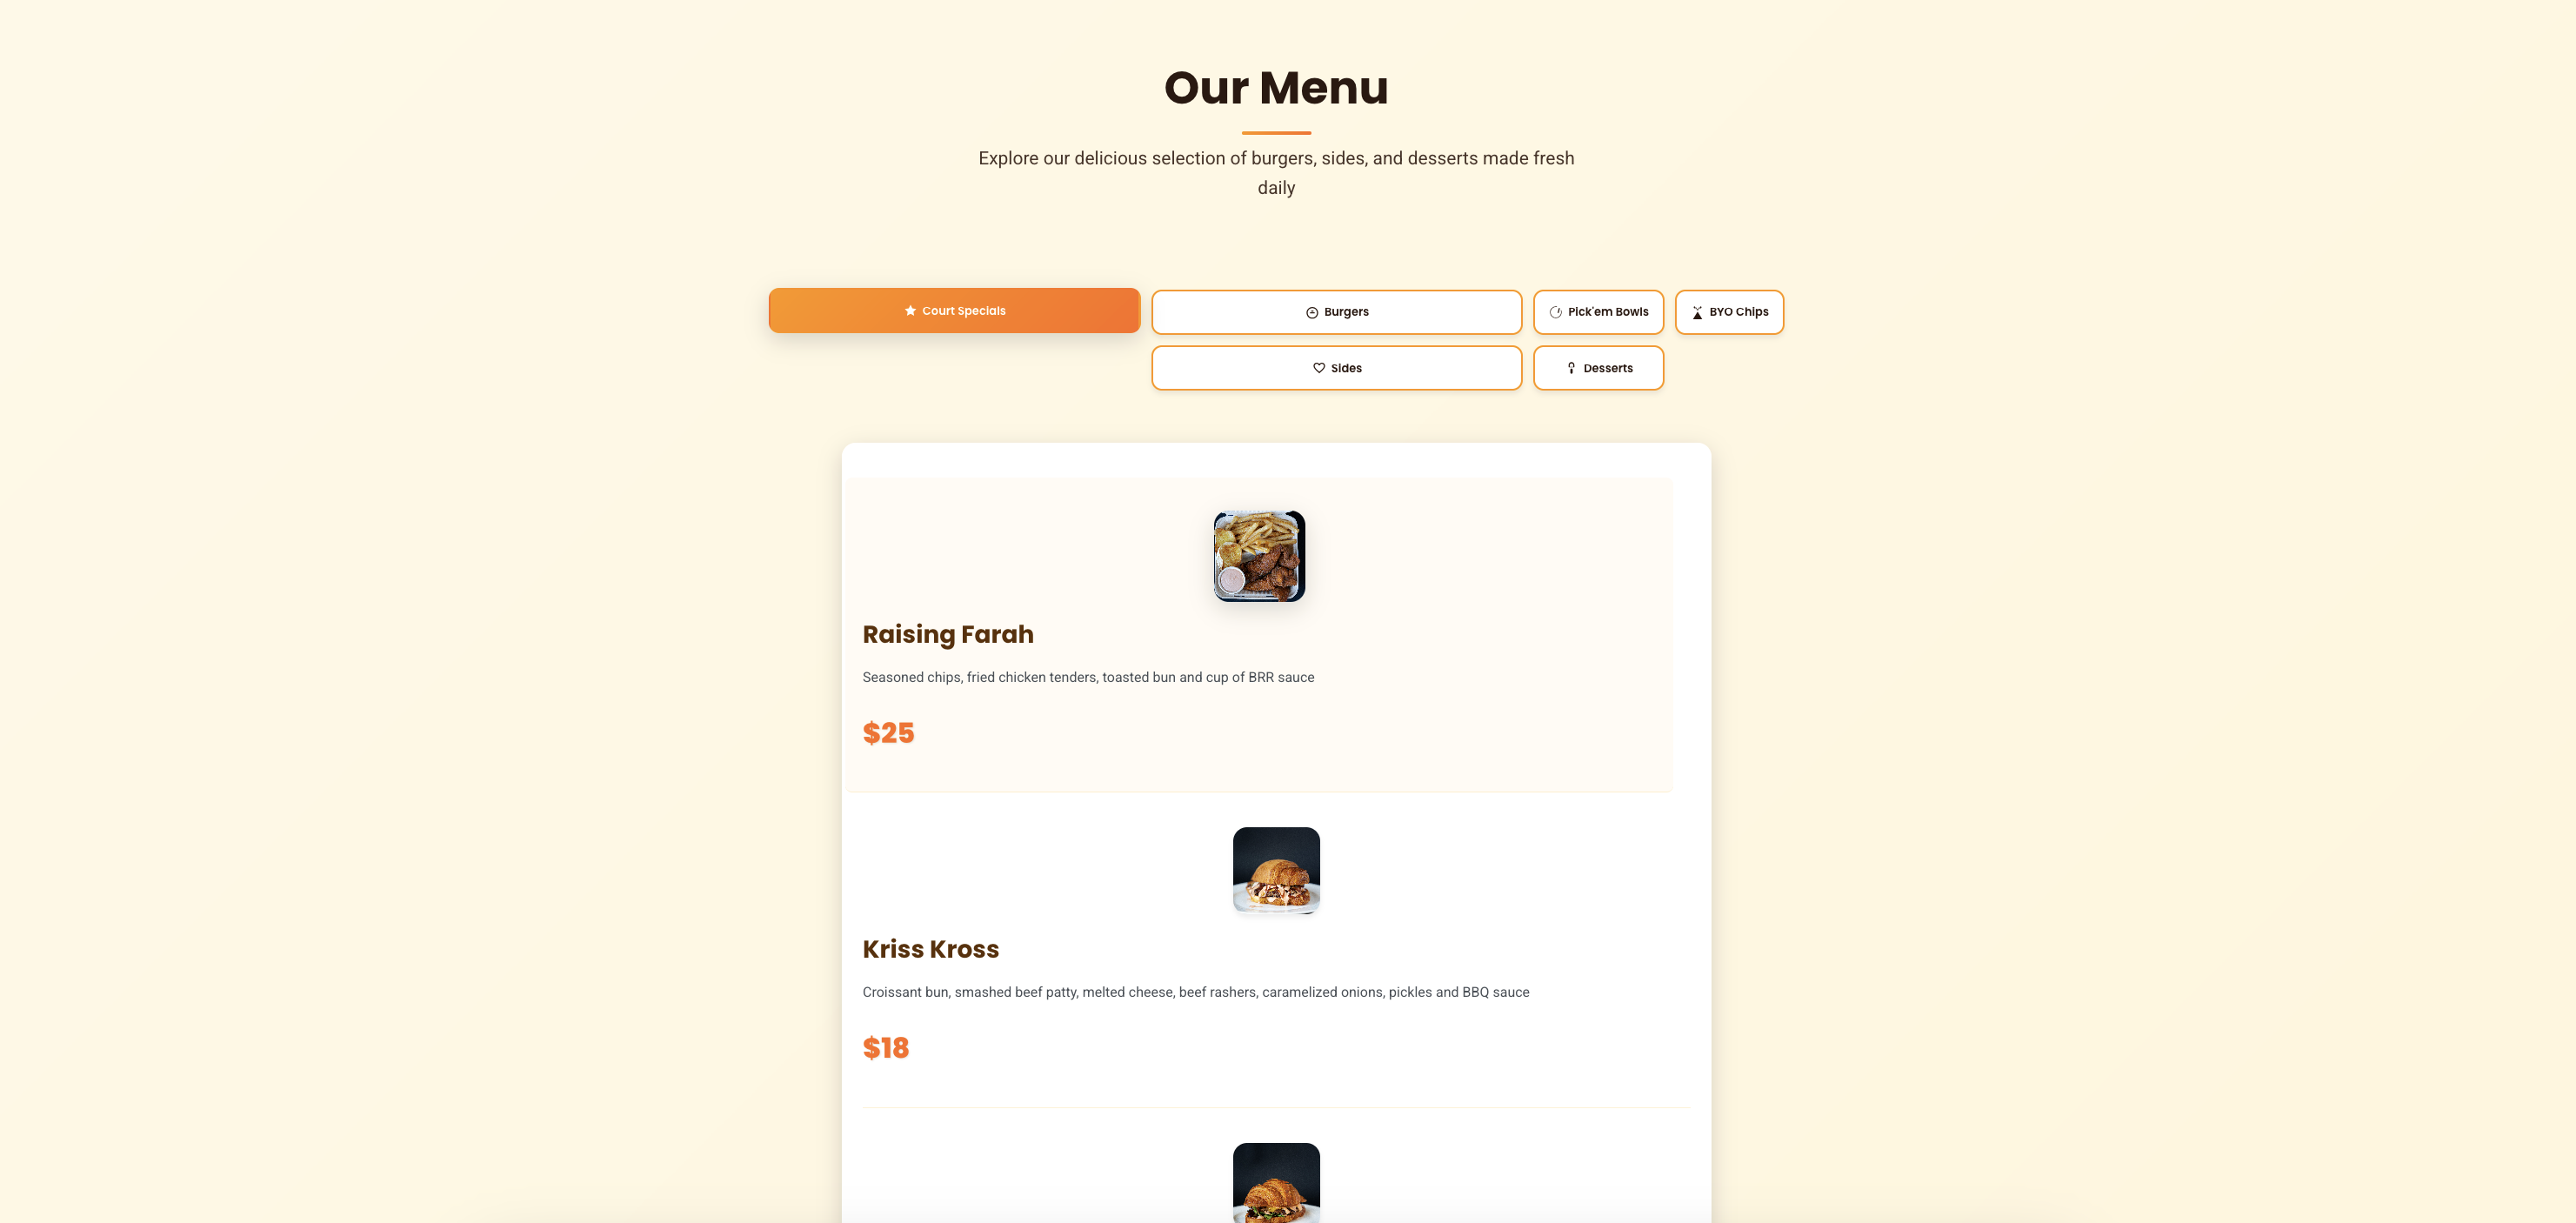 Our Menu
Explore our delicious selection of burgers, sides, and desserts made fresh
daily
Court Specials
Burgers
Pick'em Bowls
BYO Chips
Sides
Desserts
Raising Farah
Seasoned chips, fried chicken tenders, toasted bun and cup of BRR sauce
$25
Kriss Kross
Croissant bun, smashed beef patty, melted cheese, beef rashers, caramelized onions, pickles and BBQ sauce
$18